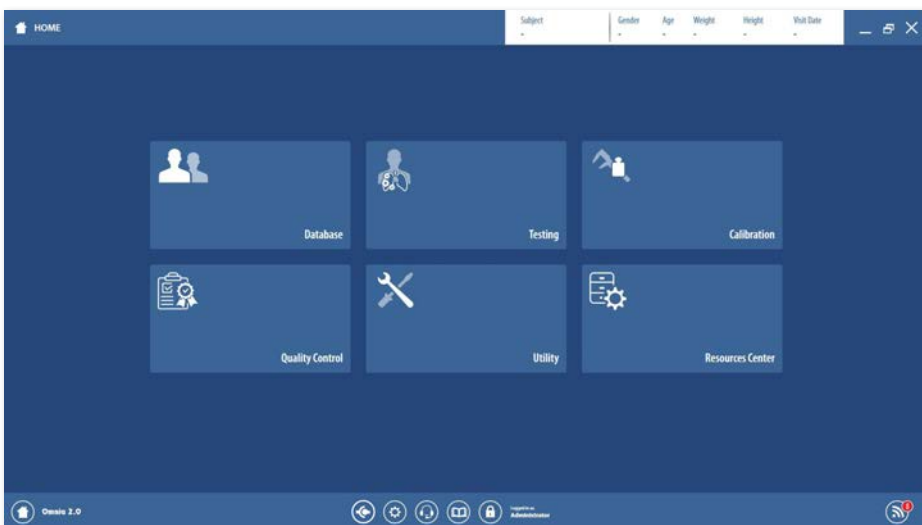 HOME
Subject
-
Gender Age Weight Height Visit Date
- - - - -
Database
Testing
Calibration
Quality Control
Utility
Resources Center
Omnia 2.0
Logged in as
Administrator